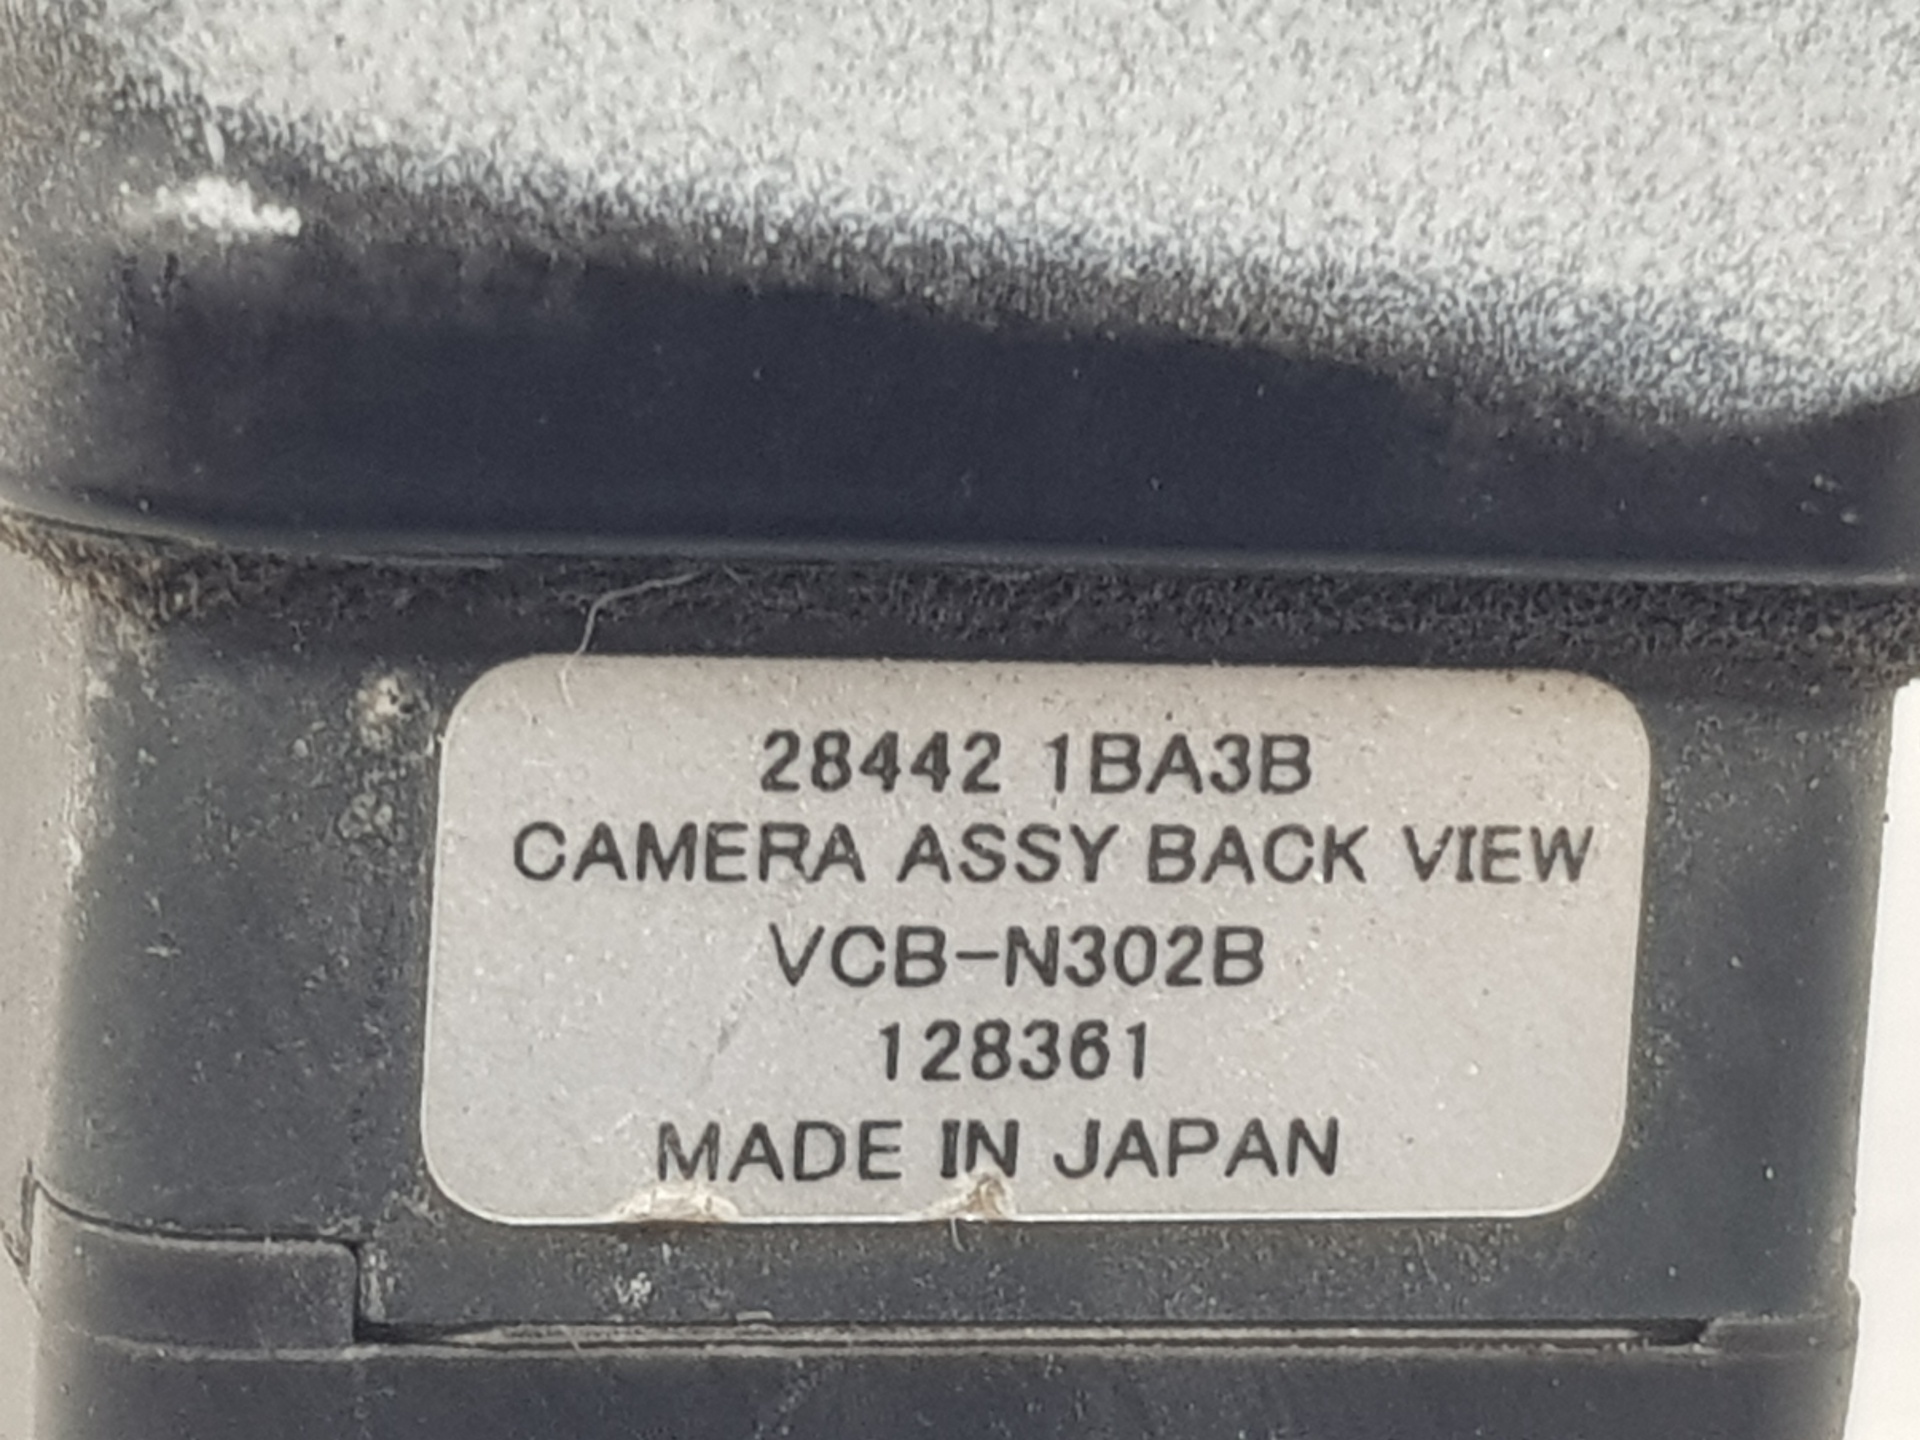 28442 1BA3B
CAMERA ASSY BACK VIEW
VCB-N302B
128361
MADE IN JAPAN